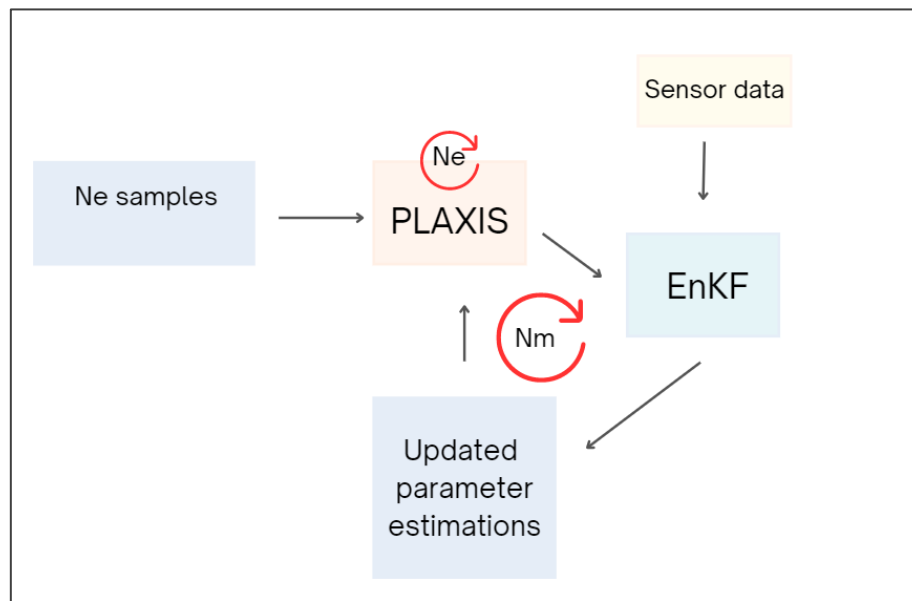 Sensor data
Ne samples
Ne
PLAXIS
EnKF
Nm
Updated
parameter
estimations